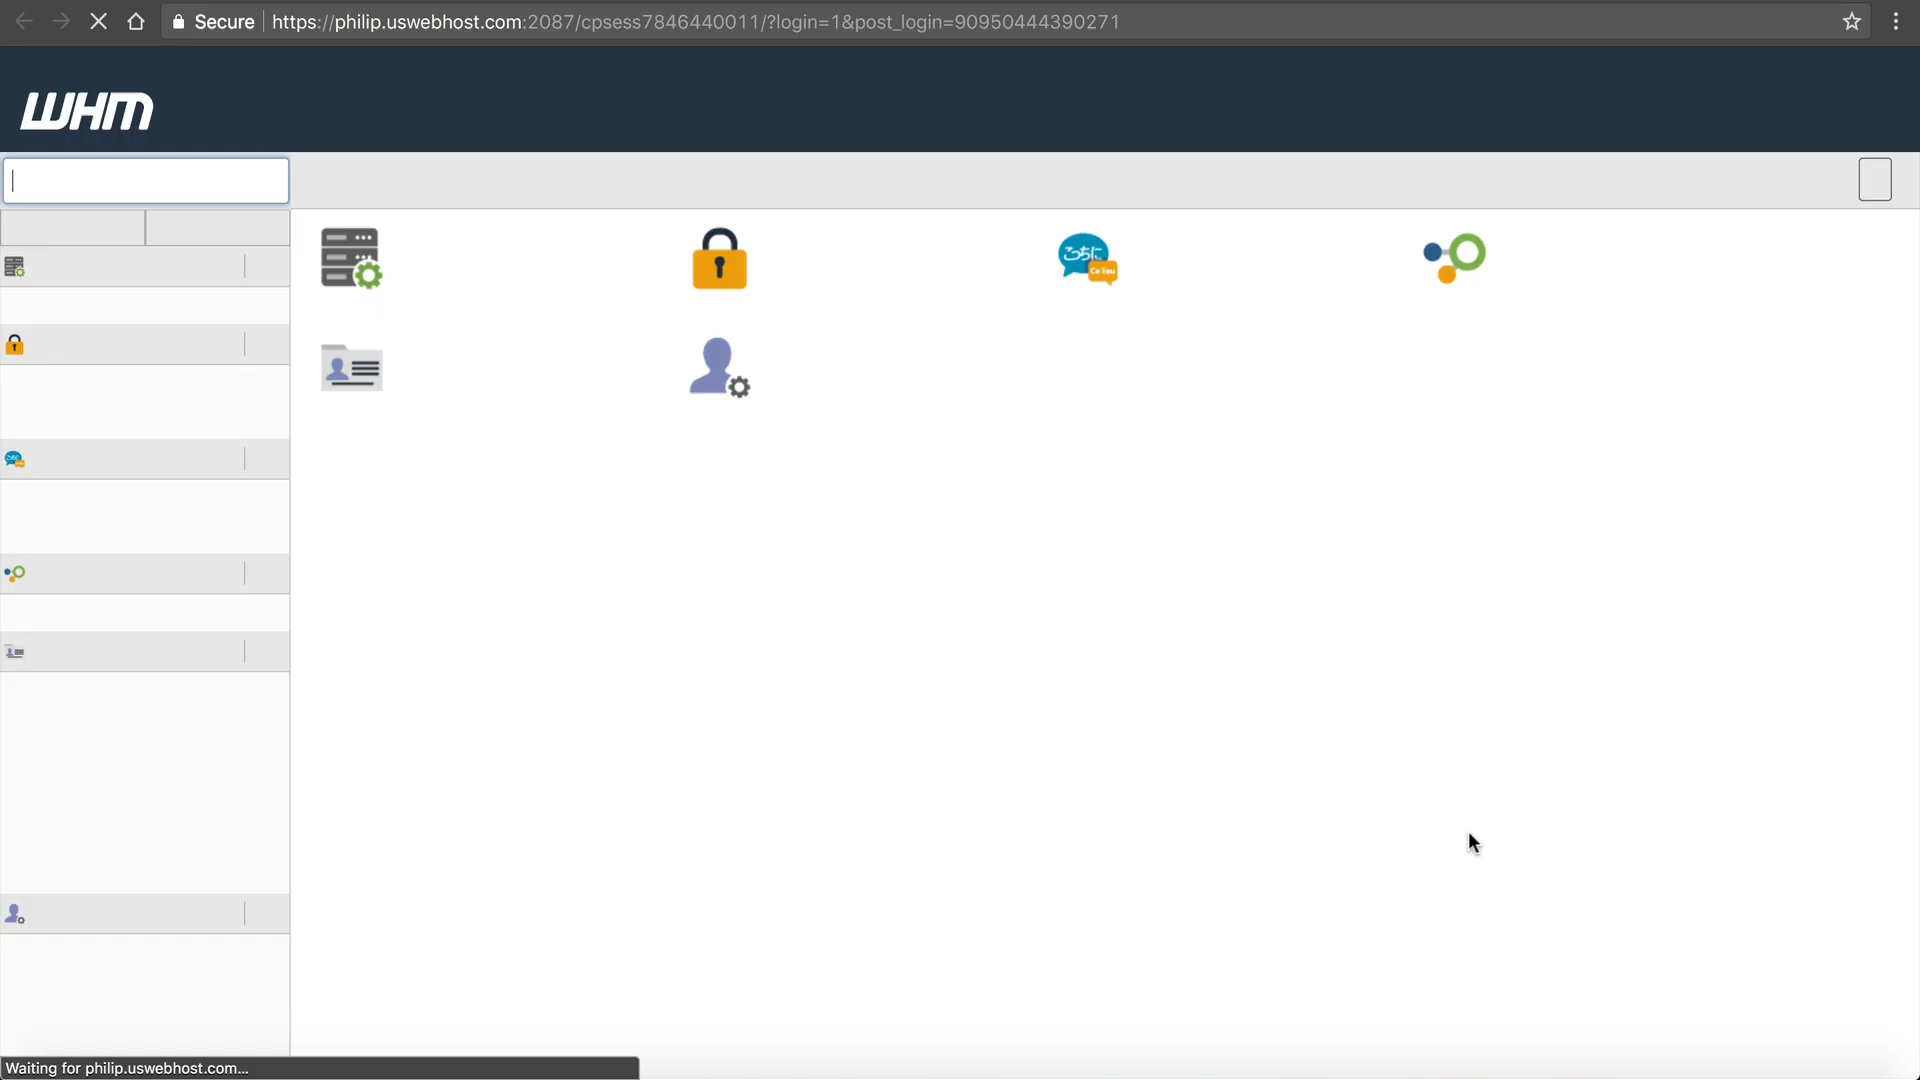 Secure https://philip.uswebhost.com:2087/cpsess7846440011/?login=1&post_login=90950444390271
WHM
Waiting for philip.uswebhost.com...